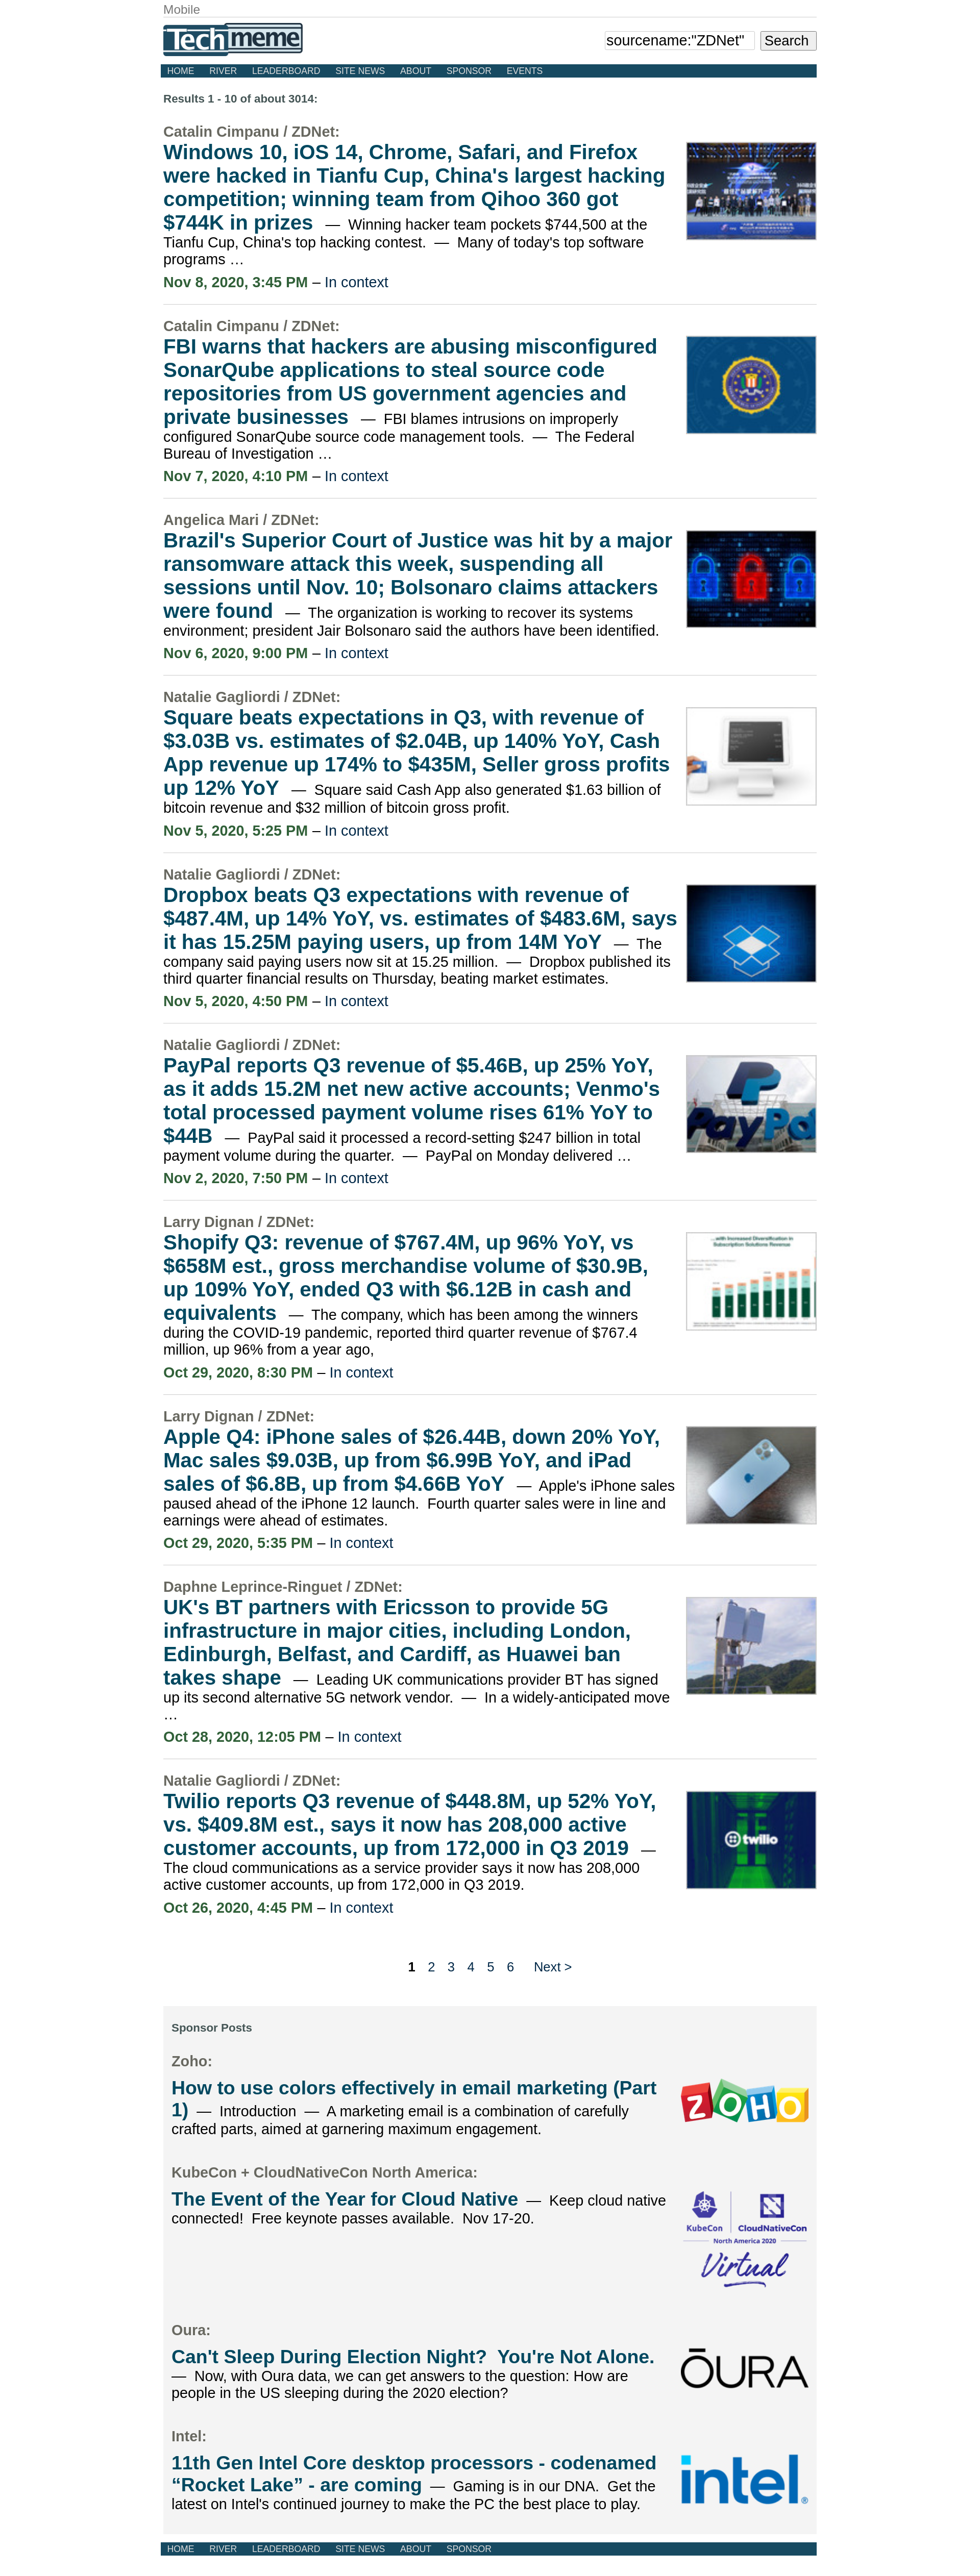 Mobile
Techmeme
sourcename:"ZDNet" Search
HOME RIVER LEADERBOARD SITE NEWS ABOUT SPONSOR EVENTS
Results 1 - 10 of about 3014:
Catalin Cimpanu / ZDNet:
Windows 10, iOS 14, Chrome, Safari, and Firefox
were hacked in Tianfu Cup, China's largest hacking
competition; winning team from Qihoo 360 got
$744K in prizes — Winning hacker team pockets $744,500 at the
Tianfu Cup, China's top hacking contest. — Many of today's top software
programs …
Nov 8, 2020, 3:45 PM – In context
Catalin Cimpanu / ZDNet:
FBI warns that hackers are abusing misconfigured
SonarQube applications to steal source code
repositories from US government agencies and
private businesses — FBI blames intrusions on improperly
configured SonarQube source code management tools. — The Federal
Bureau of Investigation …
Nov 7, 2020, 4:10 PM – In context
Angelica Mari / ZDNet:
Brazil's Superior Court of Justice was hit by a major
ransomware attack this week, suspending all
sessions until Nov. 10; Bolsonaro claims attackers
were found — The organization is working to recover its systems
environment; president Jair Bolsonaro said the authors have been identified.
Nov 6, 2020, 9:00 PM – In context
Natalie Gagliordi / ZDNet:
Square beats expectations in Q3, with revenue of
$3.03B vs. estimates of $2.04B, up 140% YoY, Cash
App revenue up 174% to $435M, Seller gross profits
up 12% YoY — Square said Cash App also generated $1.63 billion of
bitcoin revenue and $32 million of bitcoin gross profit.
Nov 5, 2020, 5:25 PM – In context
Natalie Gagliordi / ZDNet:
Dropbox beats Q3 expectations with revenue of
$487.4M, up 14% YoY, vs. estimates of $483.6M, says
it has 15.25M paying users, up from 14M YoY — The
company said paying users now sit at 15.25 million. — Dropbox published its
third quarter financial results on Thursday, beating market estimates.
Nov 5, 2020, 4:50 PM – In context
Natalie Gagliordi / ZDNet:
PayPal reports Q3 revenue of $5.46B, up 25% YoY,
as it adds 15.2M net new active accounts; Venmo's
total processed payment volume rises 61% YoY to
$44B — PayPal said it processed a record-setting $247 billion in total
payment volume during the quarter. — PayPal on Monday delivered …
PayPal
Nov 2, 2020, 7:50 PM – In context
Larry Dignan / ZDNet:
Shopify Q3: revenue of $767.4M, up 96% YoY, vs
$658M est., gross merchandise volume of $30.9B,
up 109% YoY, ended Q3 with $6.12B in cash and
equivalents — The company, which has been among the winners
during the COVID-19 pandemic, reported third quarter revenue of $767.4
million, up 96% from a year ago,
...with Increased Diversification in
Subscription Solutions Revenue
Oct 29, 2020, 8:30 PM – In context
Larry Dignan / ZDNet:
Apple Q4: iPhone sales of $26.44B, down 20% YoY,
Mac sales $9.03B, up from $6.99B YoY, and iPad
sales of $6.8B, up from $4.66B YoY — Apple's iPhone sales
paused ahead of the iPhone 12 launch. Fourth quarter sales were in line and
earnings were ahead of estimates.
Oct 29, 2020, 5:35 PM – In context
Daphne Leprince-Ringuet / ZDNet:
UK's BT partners with Ericsson to provide 5G
infrastructure in major cities, including London,
Edinburgh, Belfast, and Cardiff, as Huawei ban
takes shape — Leading UK communications provider BT has signed
up its second alternative 5G network vendor. — In a widely-anticipated move
…
Oct 28, 2020, 12:05 PM – In context
Natalie Gagliordi / ZDNet:
Twilio reports Q3 revenue of $448.8M, up 52% YoY,
vs. $409.8M est., says it now has 208,000 active
customer accounts, up from 172,000 in Q3 2019 —
The cloud communications as a service provider says it now has 208,000
active customer accounts, up from 172,000 in Q3 2019.
twilio
Oct 26, 2020, 4:45 PM – In context
1 2 3 4 5 6 Next >
Sponsor Posts
Zoho:
How to use colors effectively in email marketing (Part
1) — Introduction — A marketing email is a combination of carefully
crafted parts, aimed at garnering maximum engagement.
ZOHO
KubeCon + CloudNativeCon North America:
The Event of the Year for Cloud Native — Keep cloud native
connected! Free keynote passes available. Nov 17-20.
KubeCon CloudNativeCon
North America 2020
Virtual
Oura:
Can't Sleep During Election Night? You're Not Alone.
— Now, with Oura data, we can get answers to the question: How are
people in the US sleeping during the 2020 election?
ŌURA
Intel:
11th Gen Intel Core desktop processors - codenamed
“Rocket Lake” - are coming — Gaming is in our DNA. Get the
latest on Intel's continued journey to make the PC the best place to play.
intel®
HOME RIVER LEADERBOARD SITE NEWS ABOUT SPONSOR